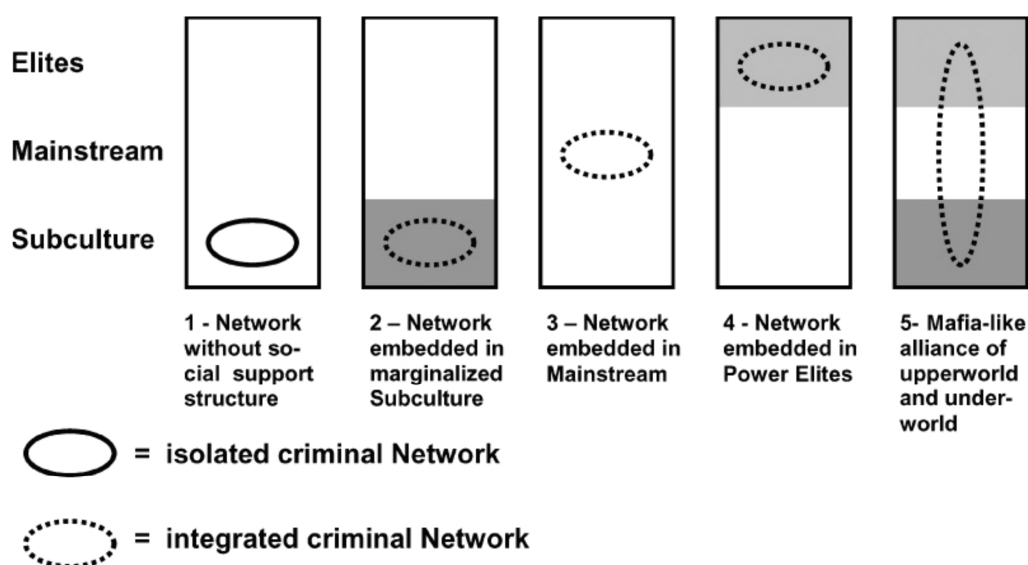 Elites
Mainstream
Subculture
1 - Network
without so-
cial support
structure
2 – Network
embedded in
marginalized
Subculture
3 – Network
embedded in
Mainstream
4 - Network
embedded in
Power Elites
5- Mafia-like
alliance of
upperworld
and under-
world
= isolated criminal Network
= integrated criminal Network